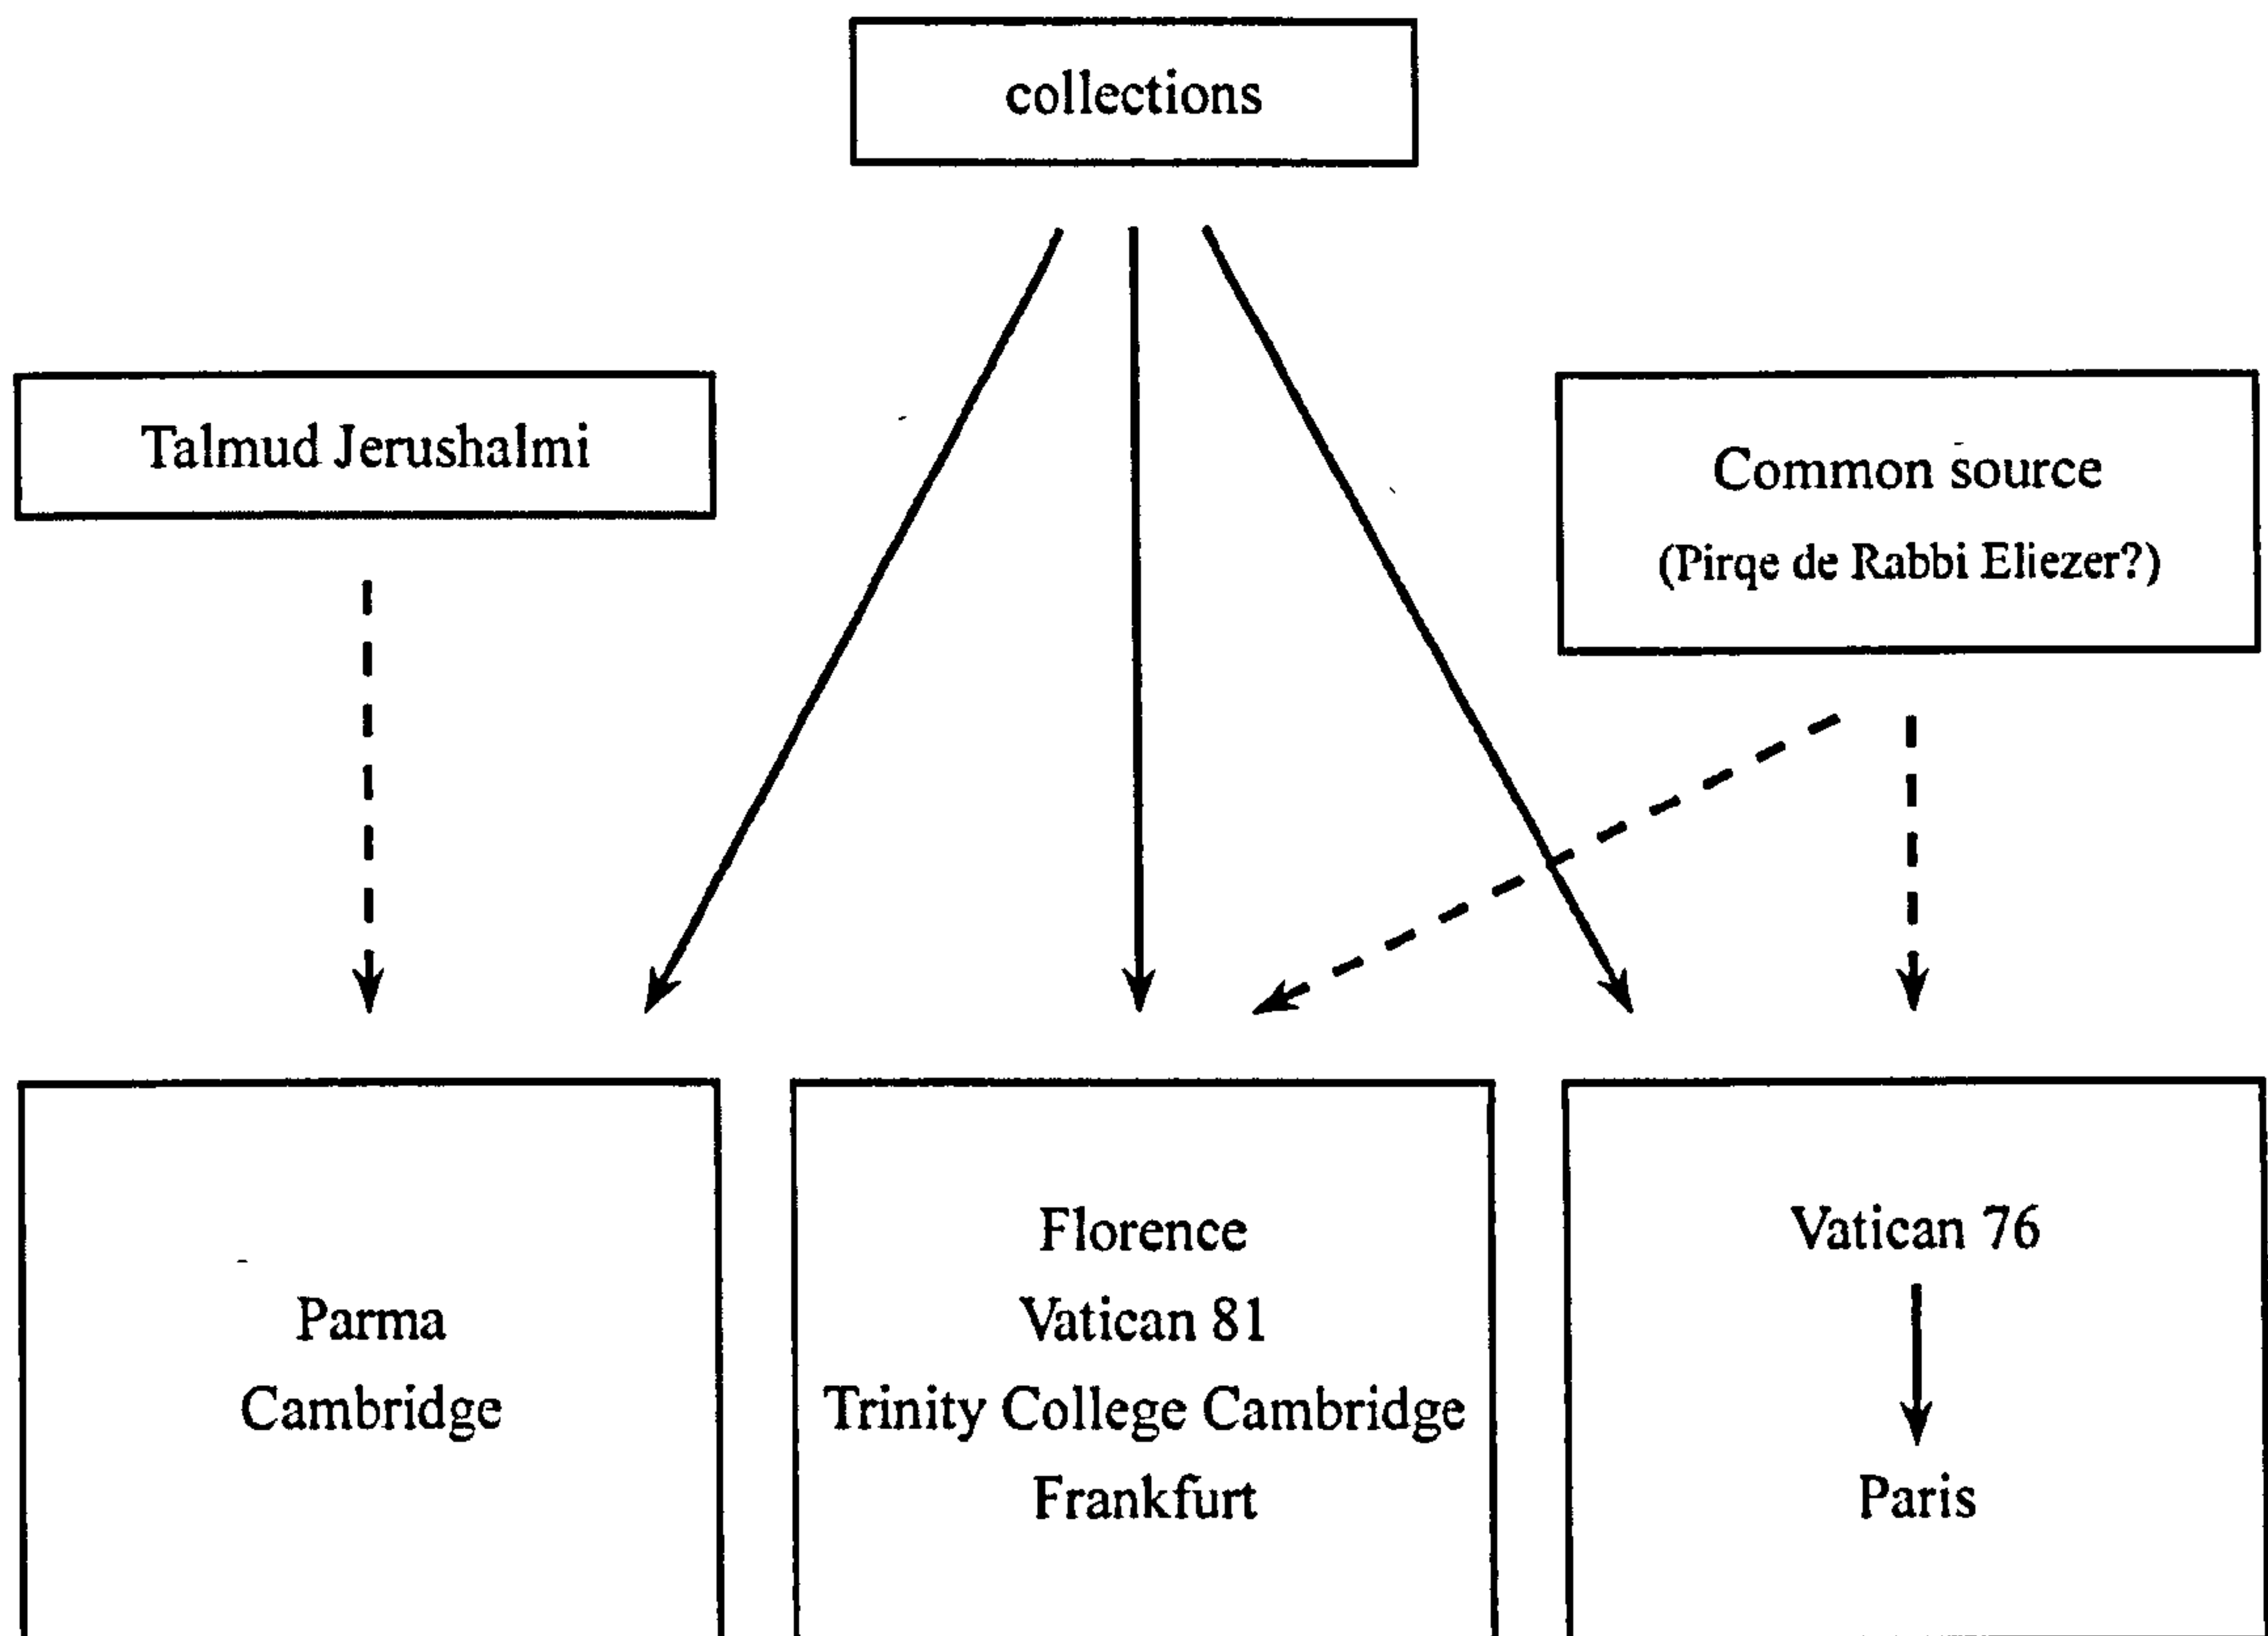 collections
Talmud Jerushalmi
Common source
(Pirqe de Rabbi Eliezer?)
Parma
Cambridge
Florence
Vatican 81
Trinity College Cambridge
Frankfurt
Vatican 76
Paris